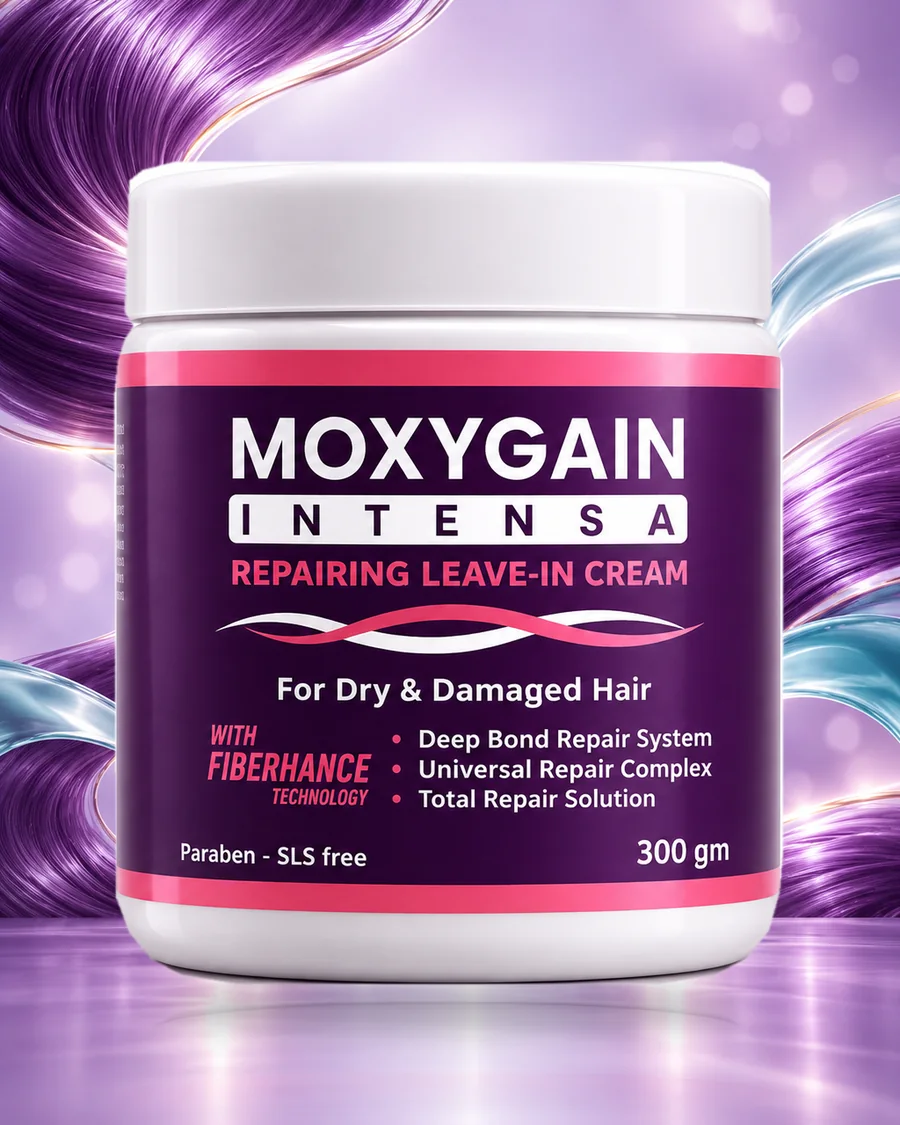 MOXYGAIN
INTENSA
REPAIRING LEAVE-IN CREAM
For Dry & Damaged Hair
WITH
FIBERHANCE
TECHNOLOGY
• Deep Bond Repair System
• Universal Repair Complex
• Total Repair Solution
Paraben - SLS free
300 gm